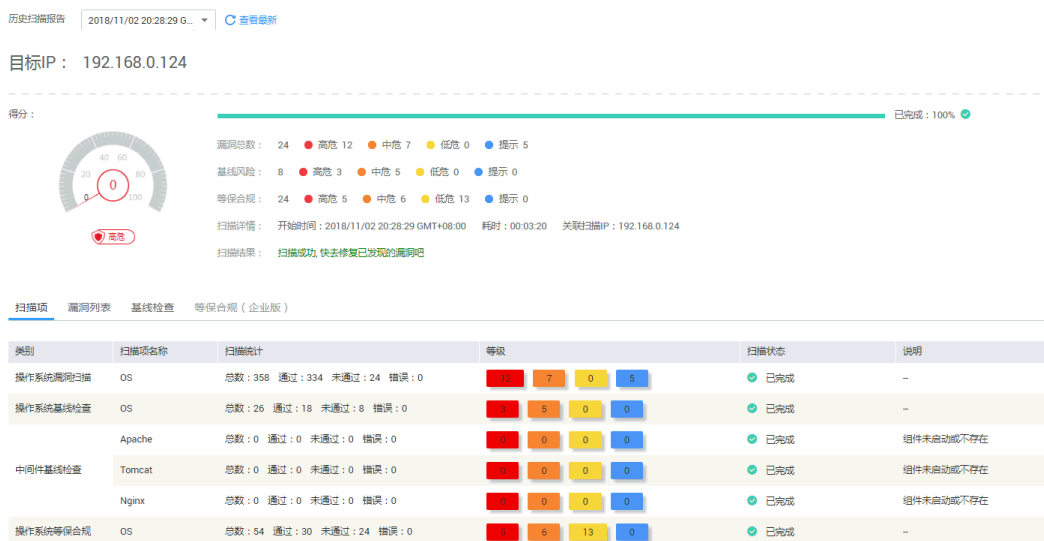 历史扫描报告 2018/11/02 20:28:29 G... 查看最新
目标IP： 192.168.0.124
得分： 已完成：100%
40 60
20 80
0 0 100
高危
漏洞总数： 24 高危 12 中危 7 低危 0 提示 5
基线风险： 8 高危 3 中危 5 低危 0 提示 0
等保合规： 24 高危 5 中危 6 低危 13 提示 0
扫描详情： 开始时间：2018/11/02 20:28:29 GMT+08:00 耗时：00:03:20 关联扫描IP：192.168.0.124
扫描结果： 扫描成功, 快去修复已发现的漏洞吧
扫描项 漏洞列表 基线检查 等保合规（企业版）
类别 扫描项名称 扫描统计 等级 扫描状态 说明
操作系统漏洞扫描 OS 总数：358 通过：334 未通过：24 错误：0 12 7 0 5 已完成 --
操作系统基线检查 OS 总数：26 通过：18 未通过：8 错误：0 3 5 0 0 已完成 --
Apache 总数：0 通过：0 未通过：0 错误：0 0 0 0 0 已完成 组件未启动或不存在
中间件基线检查 Tomcat 总数：0 通过：0 未通过：0 错误：0 0 0 0 0 已完成 组件未启动或不存在
Nginx 总数：0 通过：0 未通过：0 错误：0 0 0 0 0 已完成 组件未启动或不存在
操作系统等保合规 OS 总数：54 通过：30 未通过：24 错误：0 5 6 13 0 已完成 --